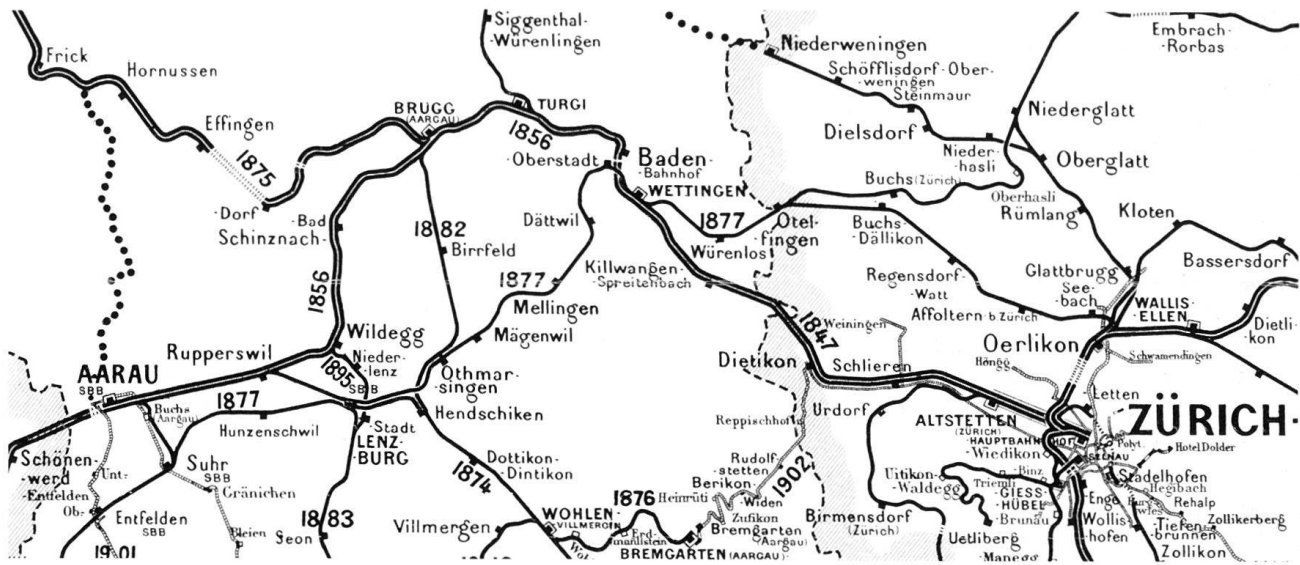 Frick
Hornussen
Effingen
1875
-Dorf
-Bad
Schinznach-
Siggenthal-
-Würenlingen
BRUGG
(AARGAU)
TURGI
1856
-Oberstadt
Baden-
-Bahnhof
WETTINGEN
Niederweningen
Schöfflisdorf-Ober-
-weningen
Steinmaur
Dielsdorf
Nieder-
hasli
Niederglatt
Oberglatt
Embrach-
-Rorbas
Buchs (Zürich)
Oberhasli
Rümlang
Kloten
1882
Birrfeld
Dättwil
1877
Würenlos
Otel-
fingen
Buchs-
-Dällikon
Killwangen-
-Spreitenbach
Regensdorf-
-Watt
Glattbrugg
See-
bach
Bassersdorf
1856
1877
Mellingen
Mägenwil
Affoltern b. Zürich
WALLIS-
ELLEN
Dietli-
kon
1847
Weiningen
Oerlikon
Schwamendingen
Höngg
Wildegg
Rupperswil
Nieder-
lenz
1895
SBB
Othmar-
singen
Dietikon
Schlieren
Letten
AARAU
SBB
Buchs
(Aargau)
1877
Hunzenschwil
-Stadt
LENZ-
BURG
Hendschiken
Urdorf
Reppischhof
ALTSTETTEN
(ZÜRICH)
HAUPTBAHNHOF
ZÜRICH-
Polyt.
Hotel Dolder
SELNAU
Wiedikon
Schönen-
werd
Unt.-
-Entfelden
Ob.-
Suhr
SBB
Gränichen
Entfelden
SBB
Bleien
1901
1883
Seon
Dottikon-
-Dintikon
1874
Villmergen
WOHLEN-
-VILLMERGEN
1876
Heinrüti
Erd-
mannlistein
BREMGARTEN (AARGAU)
Rudolf-
stetten
Berikon-
-Widen
Zufikon
Bremgarten
(Aargau)
1902
Birmensdorf
(Zürich)
Uitikon-
-Waldegg
Triemli
Binz
GIESS-
HÜBEL
Brunau
Uetliberg
Manegg
Enge
Wollis-
hofen
Stadelhofen
Hegibach
Rehalp
Tiefen-
brunnen
Zollikerberg
Zollikon